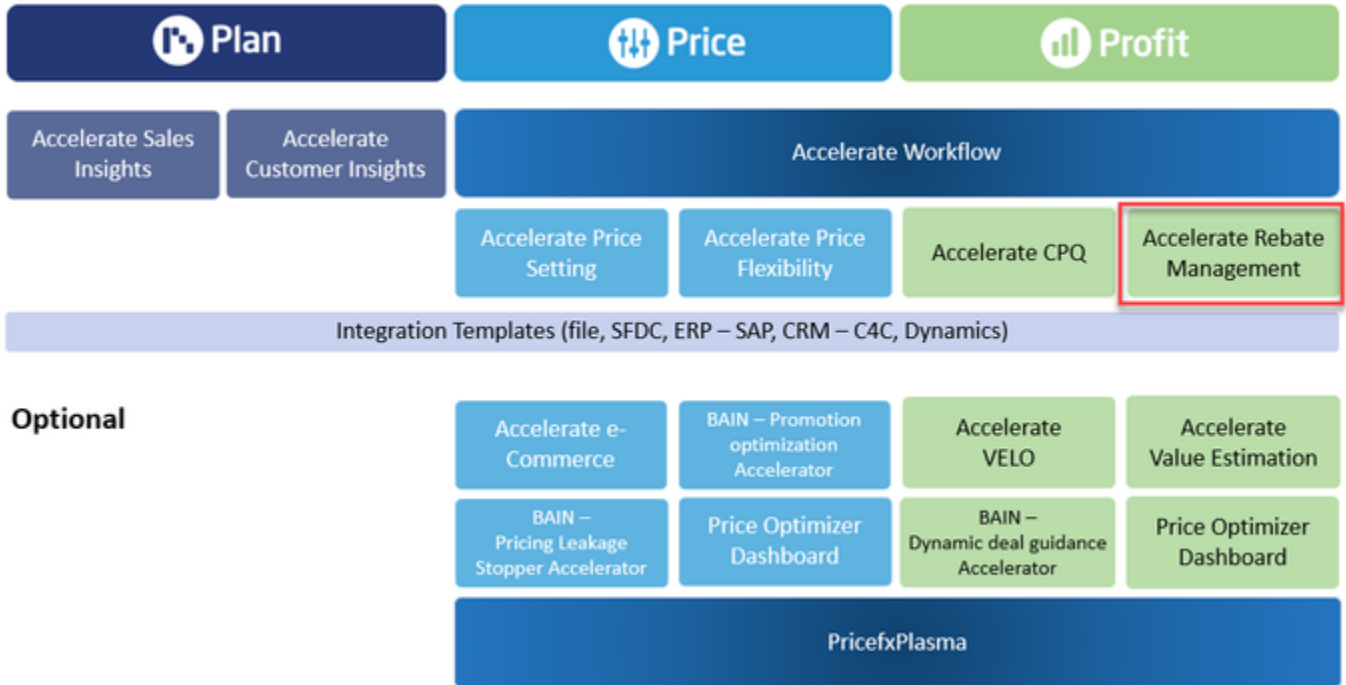 Plan
Price
Profit
Accelerate Sales
Insights
Accelerate
Customer Insights
Accelerate Workflow
Accelerate Price
Setting
Accelerate Price
Flexibility
Accelerate CPQ
Accelerate Rebate
Management
Integration Templates (file, SFDC, ERP – SAP, CRM – C4C, Dynamics)
Optional
Accelerate e-
Commerce
BAIN – Promotion
optimization
Accelerator
Accelerate
VELO
Accelerate
Value Estimation
BAIN –
Pricing Leakage
Stopper Accelerator
Price Optimizer
Dashboard
BAIN –
Dynamic deal guidance
Accelerator
Price Optimizer
Dashboard
PricefxPlasma